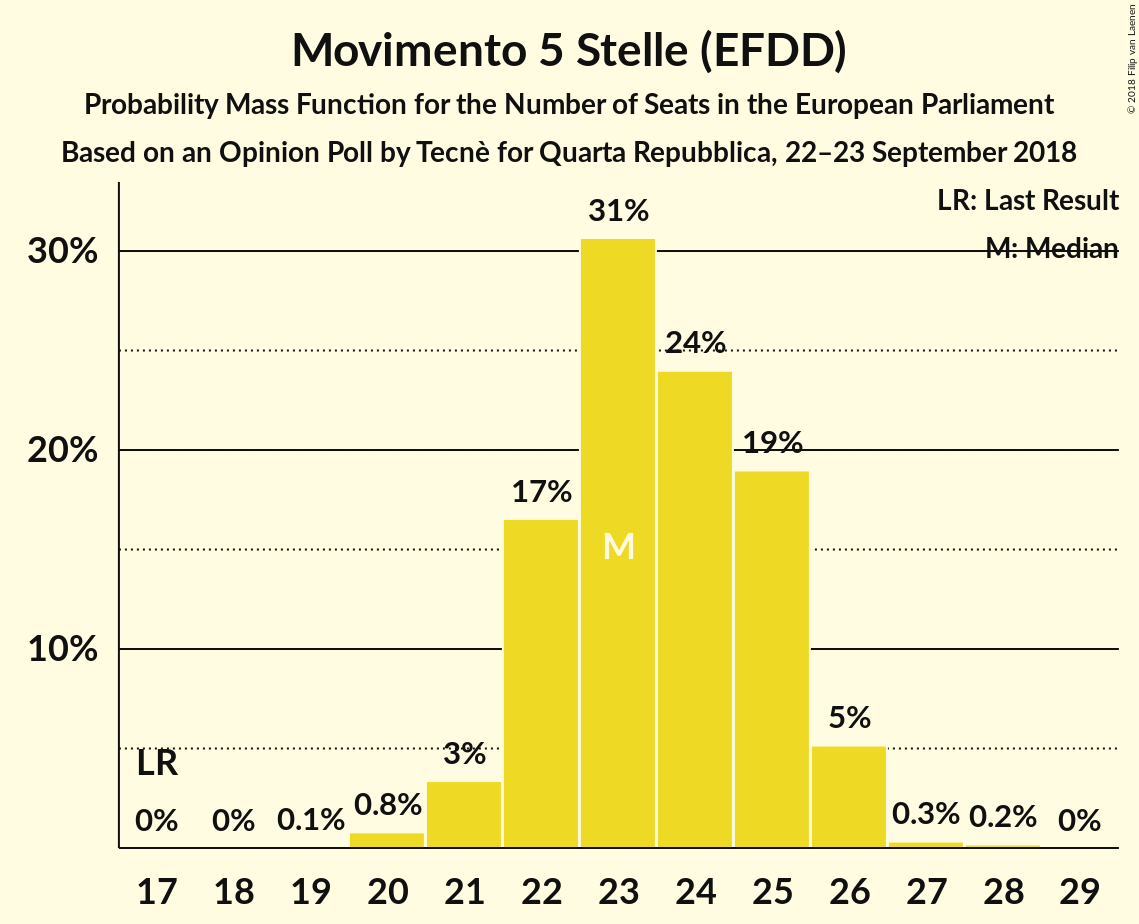 Movimento 5 Stelle (EFDD)
Probability Mass Function for the Number of Seats in the European Parliament
Based on an Opinion Poll by Tecnè for Quarta Repubblica, 22–23 September 2018
© 2018 Filip van Laenen
LR: Last Result
M: Median
30%
20%
10%
31%
24%
19%
17%
M
5%
3%
LR
0%
0%
0.1%
0.8%
0.3%
0.2%
0%
17 18 19 20 21 22 23 24 25 26 27 28 29